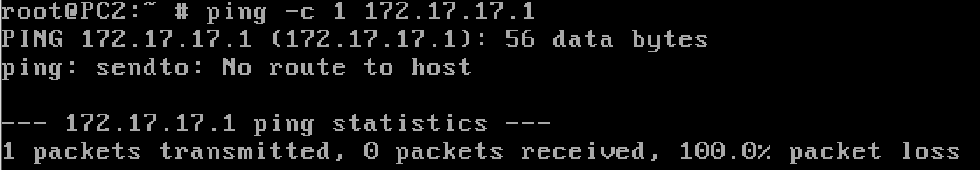 root@PC2:~ # ping -c 1 172.17.17.1
PING 172.17.17.1 (172.17.17.1): 56 data bytes
ping: sendto: No route to host
--- 172.17.17.1 ping statistics ---
1 packets transmitted, 0 packets received, 100.0% packet loss